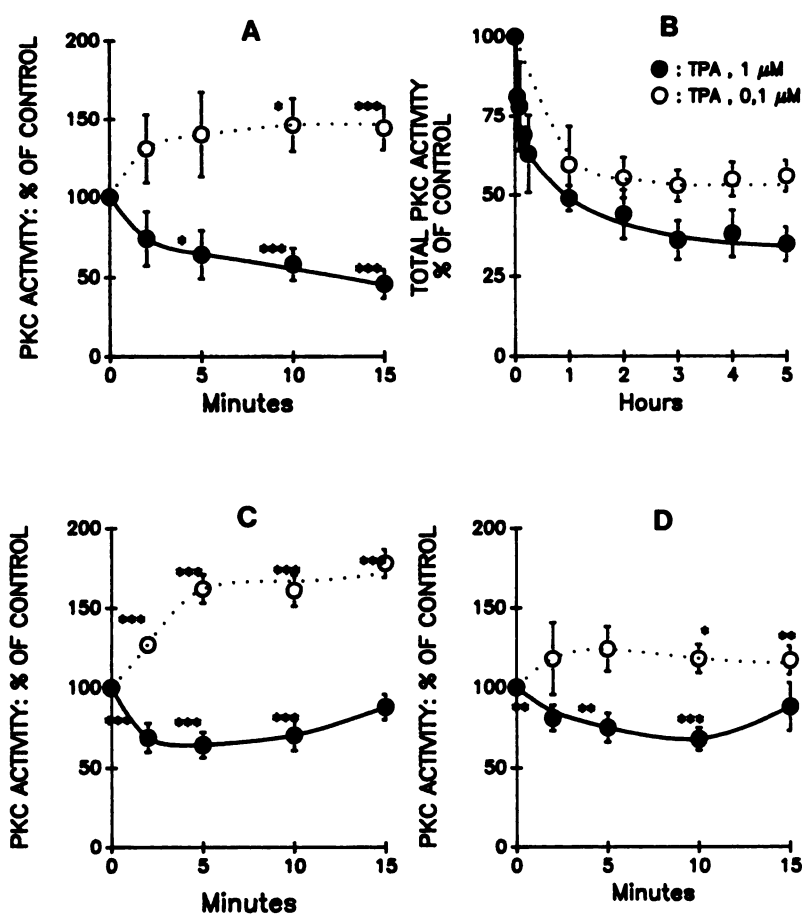 A
PKC ACTIVITY: % OF CONTROL
200
150
100
50
0
* ***
* *** ***
0 5 10 15
Minutes
B
TOTAL PKC ACTIVITY
% OF CONTROL
100
75
50
25
0
● : TPA , 1 μM
○ : TPA , 0,1 μM
0 1 2 3 4 5
Hours
C
PKC ACTIVITY: % OF CONTROL
200
150
100
50
0
*** *** *** ***
*** *** ***
0 5 10 15
Minutes
D
PKC ACTIVITY: % OF CONTROL
200
150
100
50
0
* **
** ** ***
0 5 10 15
Minutes